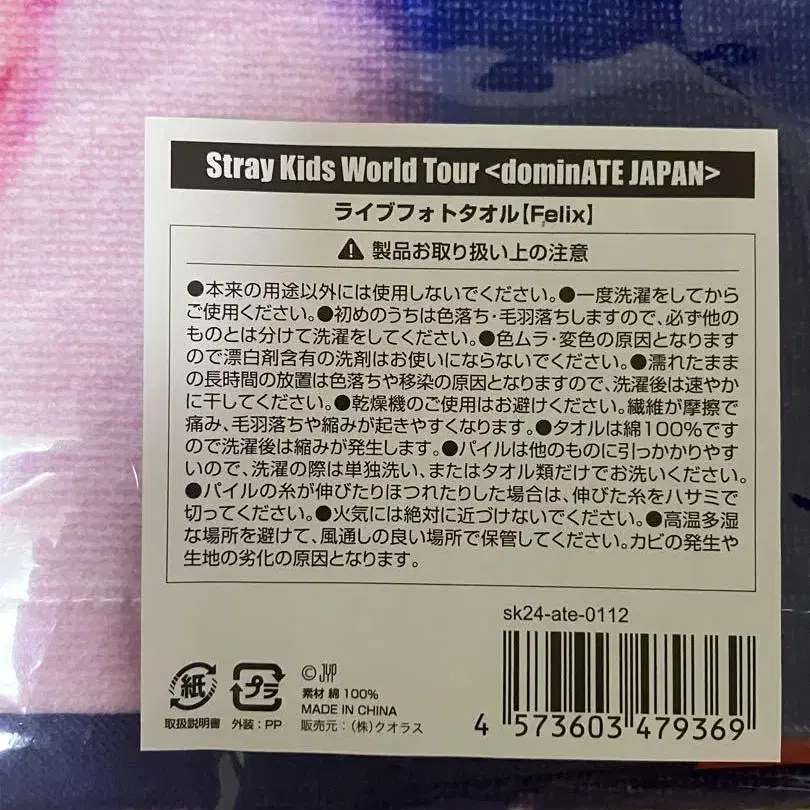 Stray Kids World Tour <dominATE JAPAN>
ライブフォトタオル【Felix】
製品お取り扱い上の注意
●本来の用途以外には使用しないでください。●一度洗濯をしてから
ご使用ください。●初めのうちは色落ち・毛羽落ちしますので、必ず他の
ものとは分けて洗濯をしてください。●色ムラ・変色の原因となります
ので漂白剤含有の洗剤はお使いにならないでください。●濡れたまま
の長時間の放置は色落ちや移染の原因となりますので、洗濯後は速やか
に干してください。●乾燥機のご使用はお避けください。繊維が摩擦で
痛み、毛羽落ちや縮みが起きやすくなります。●タオルは綿100%です
ので洗濯後は縮みが発生します。●パイルは他のものに引っかかりやす
いので、洗濯の際は単独洗い、またはタオル類だけでお洗いください。
●パイルの糸が伸びたりほつれたりした場合は、伸びた糸をハサミで
切ってください。●火気には絶対に近づけないでください。●高温多湿
な場所を避けて、風通しの良い場所で保管してください。カビの発生や
生地の劣化の原因となります。
sk24-ate-0112
紙
取扱説明書
プラ
外装：PP
© JYP
素材 綿 100%
MADE IN CHINA
販売元：(株)クオラス
4 573603 479369